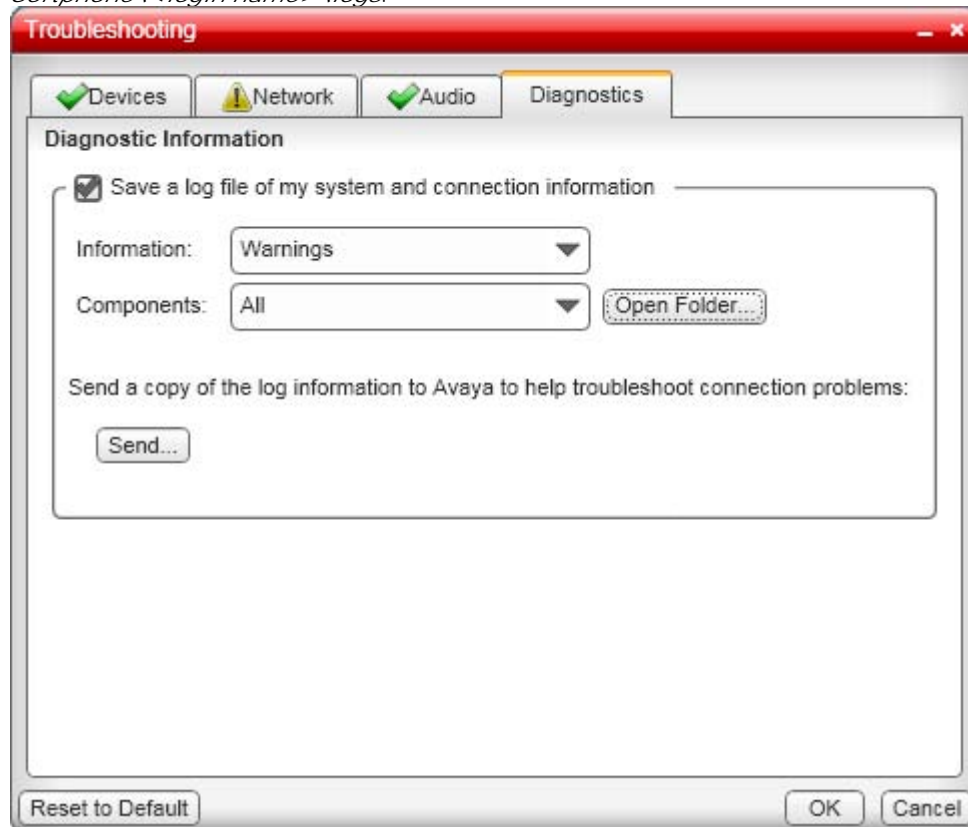 Troubleshooting
Devices Network Audio Diagnostics
Diagnostic Information
Save a log file of my system and connection information
Information: Warnings
Components: All Open Folder...
Send a copy of the log information to Avaya to help troubleshoot connection problems:
Send...
Reset to Default OK Cancel